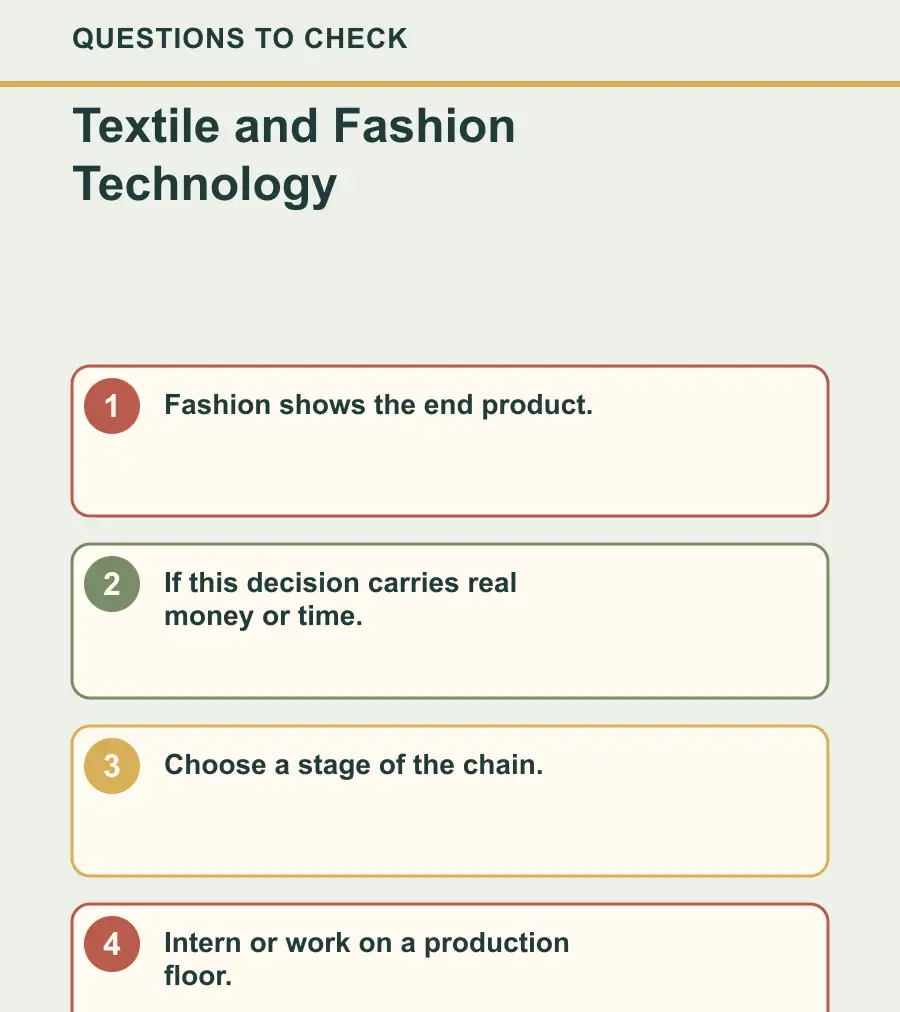 QUESTIONS TO CHECK
Textile and Fashion
Technology
1
Fashion shows the end product.
2
If this decision carries real
money or time.
3
Choose a stage of the chain.
4
Intern or work on a production
floor.